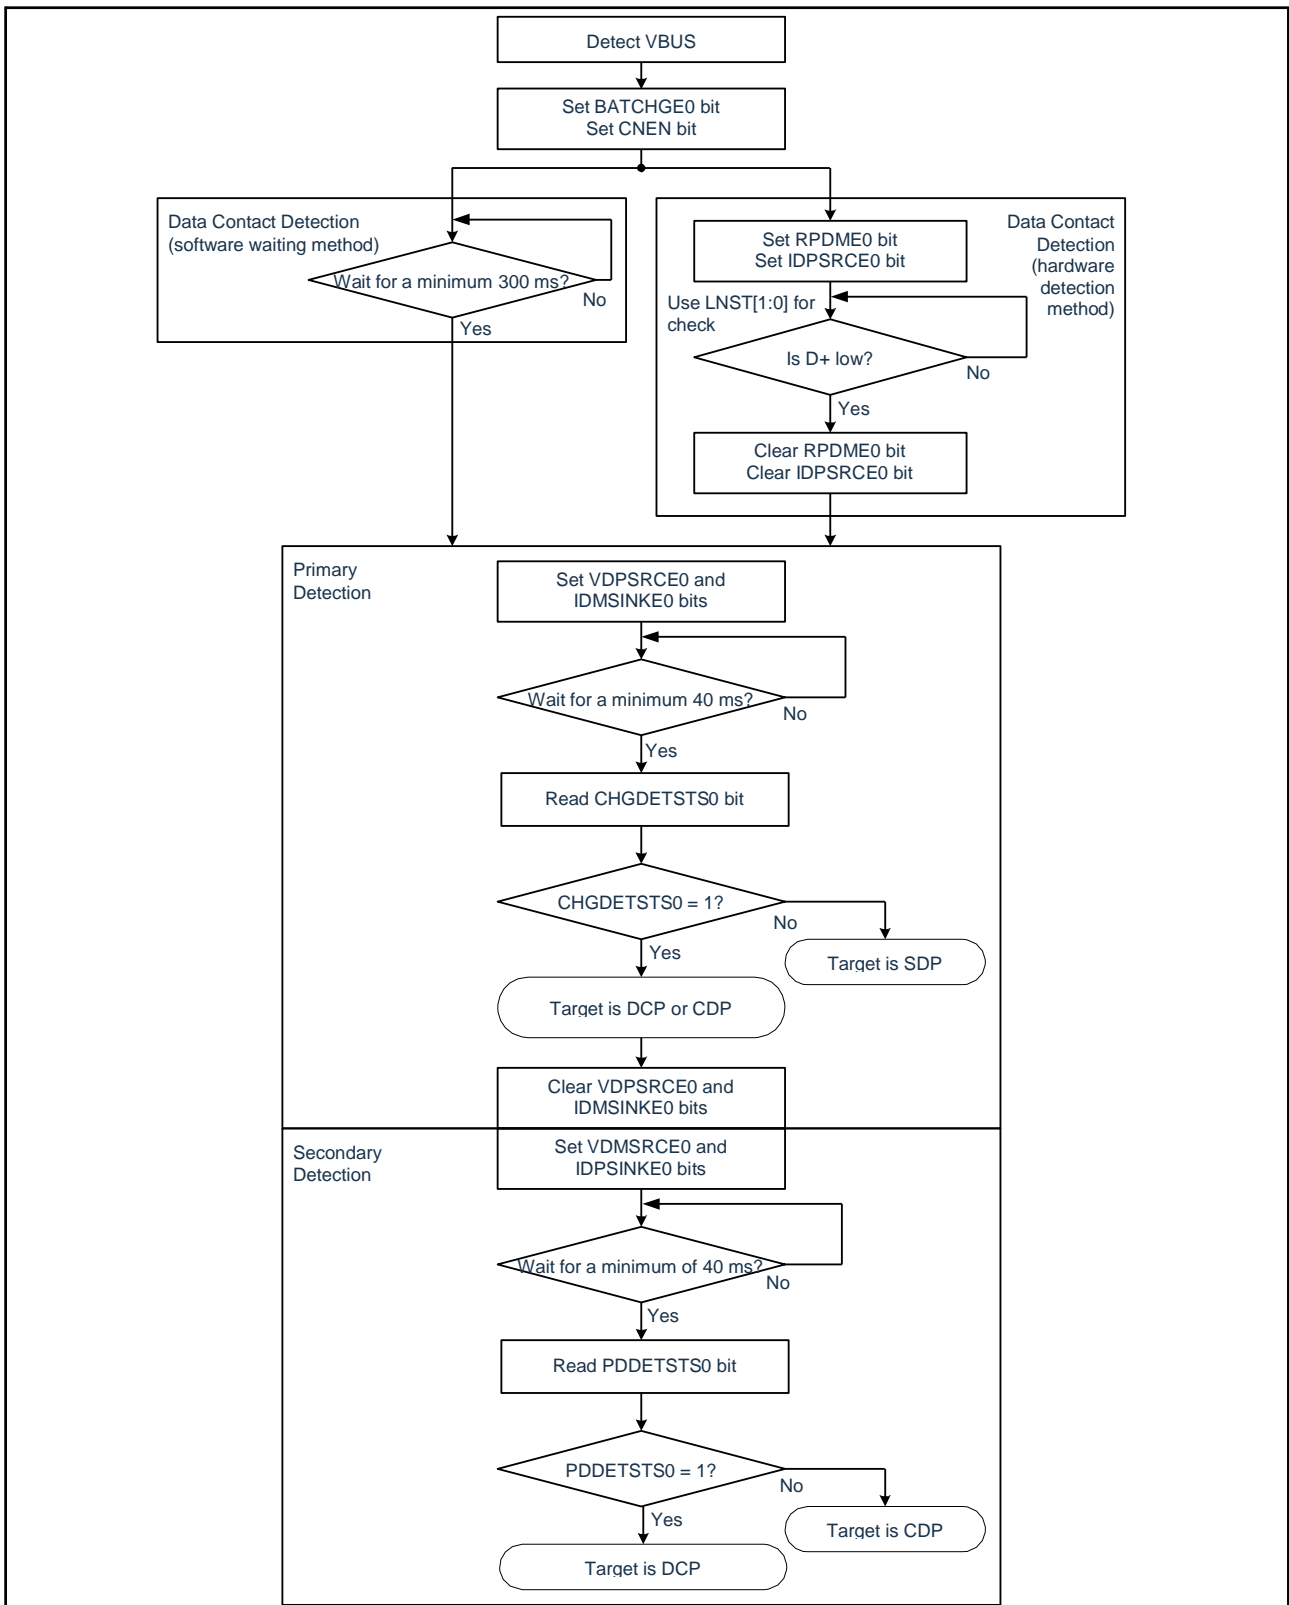 Detect VBUS
Set BATCHGE0 bit
Set CNEN bit
Data Contact Detection
(software waiting method)
Wait for a minimum 300 ms?
No
Yes
Data Contact
Detection
(hardware
detection
method)
Set RPDME0 bit
Set IDPSRCE0 bit
Use LNST[1:0] for
check
Is D+ low?
No
Yes
Clear RPDME0 bit
Clear IDPSRCE0 bit
Primary
Detection
Set VDPSRCE0 and
IDMSINKE0 bits
Wait for a minimum 40 ms?
No
Yes
Read CHGDETSTS0 bit
CHGDETSTS0 = 1?
No
Yes
Target is SDP
Target is DCP or CDP
Clear VDPSRCE0 and
IDMSINKE0 bits
Secondary
Detection
Set VDMSRCE0 and
IDPSINKE0 bits
Wait for a minimum of 40 ms?
No
Yes
Read PDDETSTS0 bit
PDDETSTS0 = 1?
No
Yes
Target is CDP
Target is DCP